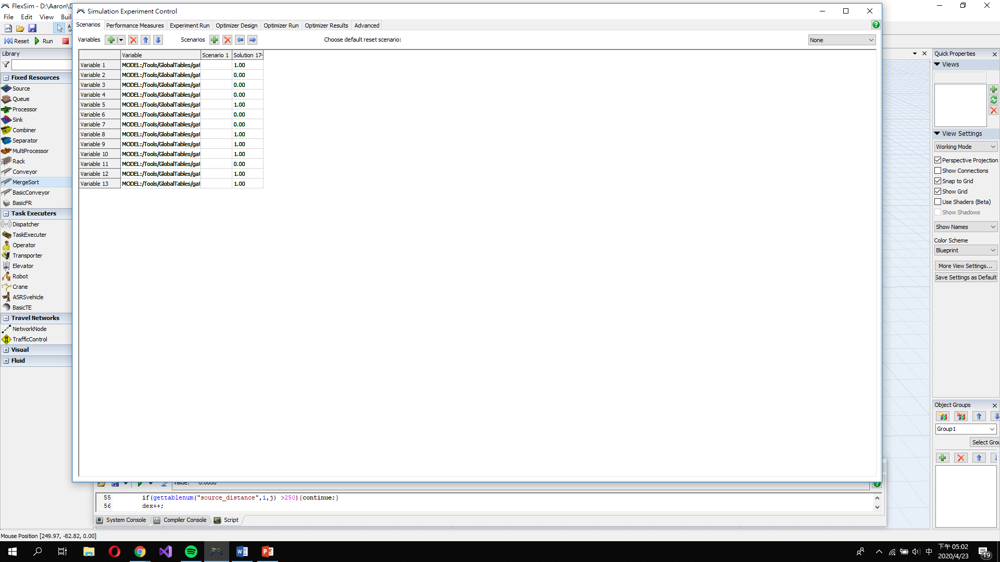 FlexSim - D:\Aaron\D
File Edit View Buil
Reset Run
Library
Fixed Resources
Source
Queue
Processor
Sink
Combiner
Separator
MultiProcessor
Rack
Conveyor
MergeSort
BasicConveyor
BasicFR
Task Executers
Dispatcher
TaskExecuter
Operator
Transporter
Elevator
Robot
Crane
ASRSvehicle
BasicTE
Travel Networks
NetworkNode
TrafficControl
Visual
Fluid
Simulation Experiment Control
Scenarios Performance Measures Experiment Run Optimizer Design Optimizer Run Optimizer Results Advanced
Variables Scenarios Choose default reset scenario: None
Variable Scenario 1 Solution 17
Variable 1 MODEL:/Tools/GlobalTables/gat 1.00
Variable 2 MODEL:/Tools/GlobalTables/gat 0.00
Variable 3 MODEL:/Tools/GlobalTables/gat 0.00
Variable 4 MODEL:/Tools/GlobalTables/gat 0.00
Variable 5 MODEL:/Tools/GlobalTables/gat 1.00
Variable 6 MODEL:/Tools/GlobalTables/gat 0.00
Variable 7 MODEL:/Tools/GlobalTables/gat 0.00
Variable 8 MODEL:/Tools/GlobalTables/gat 1.00
Variable 9 MODEL:/Tools/GlobalTables/gat 1.00
Variable 10 MODEL:/Tools/GlobalTables/gat 1.00
Variable 11 MODEL:/Tools/GlobalTables/gat 0.00
Variable 12 MODEL:/Tools/GlobalTables/gat 1.00
Variable 13 MODEL:/Tools/GlobalTables/gat 1.00
Value: 0.0000
55 if(gettablenum("source_distance",i,j) >250){continue;}
56 dex++;
System Console Compiler Console Script
Quick Properties
Views
View Settings
Working Mode
Perspective Projection
Show Connections
Snap to Grid
Show Grid
Use Shaders (Beta)
Show Shadows
Show Names
Color Scheme
Blueprint
More View Settings...
Save Settings as Default
Object Groups
Group1
Select Grou
Mouse Position [249.97, -82.82, 0.00]
中
下午 05:02
2020/4/23
19